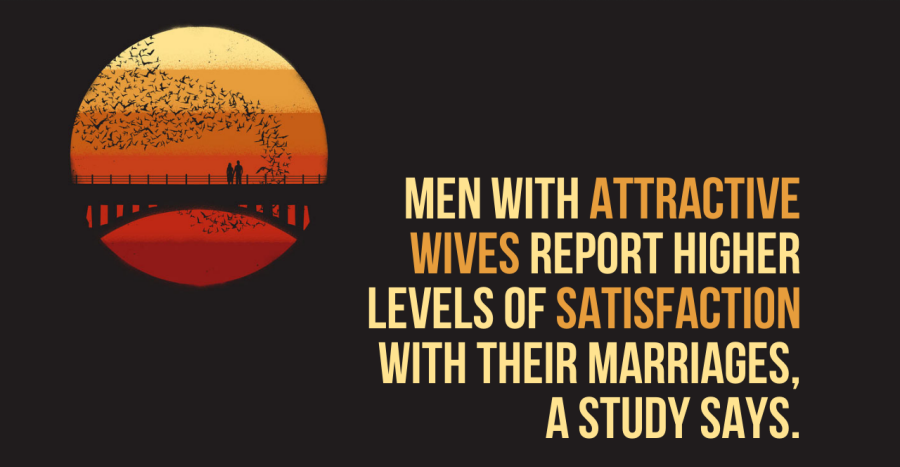 MEN WITH ATTRACTIVE
WIVES REPORT HIGHER
LEVELS OF SATISFACTION
WITH THEIR MARRIAGES,
A STUDY SAYS.